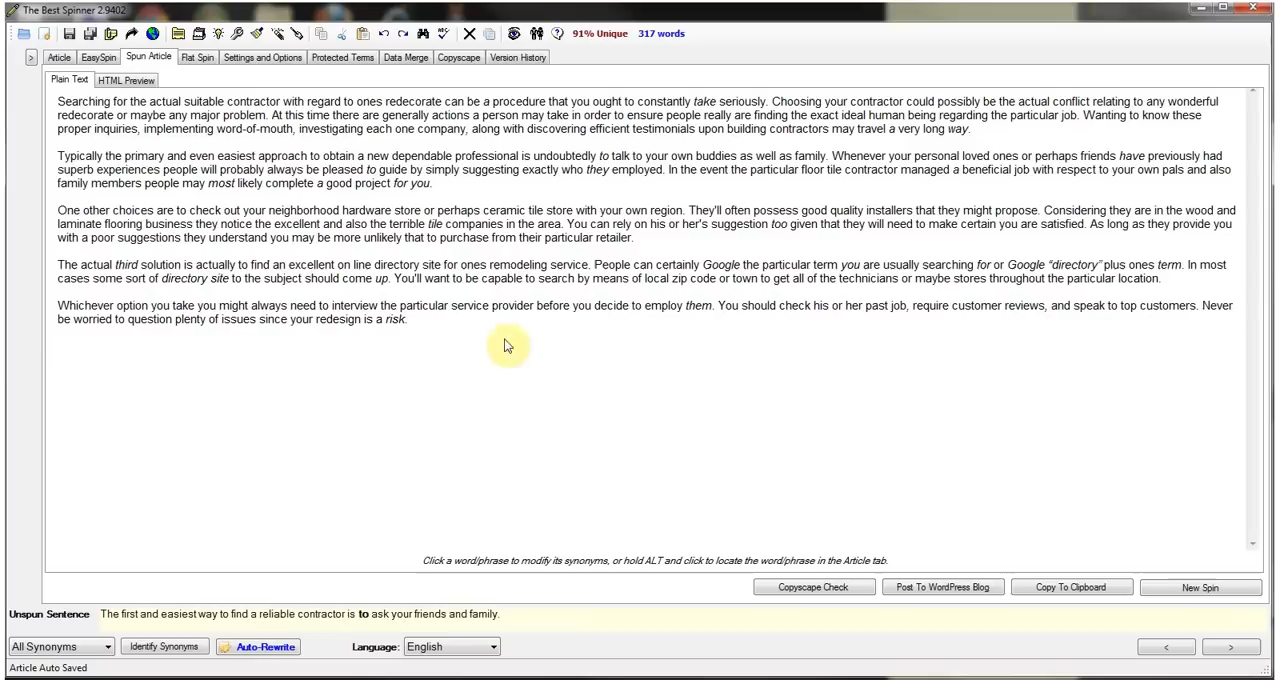 The Best Spinner 2.9402
91% Unique 317 words
> Article EasySpin Spun Article Flat Spin Settings and Options Protected Terms Data Merge Copyscape Version History
Plain Text HTML Preview
Searching for the actual suitable contractor with regard to ones redecorate can be a procedure that you ought to constantly take seriously. Choosing your contractor could possibly be the actual conflict relating to any wonderful
redecorate or maybe any major problem. At this time there are generally actions a person may take in order to ensure people really are finding the exact ideal human being regarding the particular job. Wanting to know these
proper inquiries, implementing word-of-mouth, investigating each one company, along with discovering efficient testimonials upon building contractors may travel a very long way.
Typically the primary and even easiest approach to obtain a new dependable professional is undoubtedly to talk to your own buddies as well as family. Whenever your personal loved ones or perhaps friends have previously had
superb experiences people will probably always be pleased to guide by simply suggesting exactly who they employed. In the event the particular floor tile contractor managed a beneficial job with respect to your own pals and also
family members people may most likely complete a good project for you.
One other choices are to check out your neighborhood hardware store or perhaps ceramic tile store with your own region. They'll often possess good quality installers that they might propose. Considering they are in the wood and
laminate flooring business they notice the excellent and also the terrible tile companies in the area. You can rely on his or her's suggestion too given that they will need to make certain you are satisfied. As long as they provide you
with a poor suggestions they understand you may be more unlikely that to purchase from their particular retailer.
The actual third solution is actually to find an excellent on line directory site for ones remodeling service. People can certainly Google the particular term you are usually searching for or Google “directory” plus ones term. In most
cases some sort of directory site to the subject should come up. You'll want to be capable to search by means of local zip code or town to get all of the technicians or maybe stores throughout the particular location.
Whichever option you take you might always need to interview the particular service provider before you decide to employ them. You should check his or her past job, require customer reviews, and speak to top customers. Never
be worried to question plenty of issues since your redesign is a risk.
Click a word/phrase to modify its synonyms, or hold ALT and click to locate the word/phrase in the Article tab.
Copyscape Check Post To WordPress Blog Copy To Clipboard New Spin
Unspun Sentence The first and easiest way to find a reliable contractor is to ask your friends and family.
All Synonyms Identify Synonyms Auto-Rewrite Language: English < >
Article Auto Saved